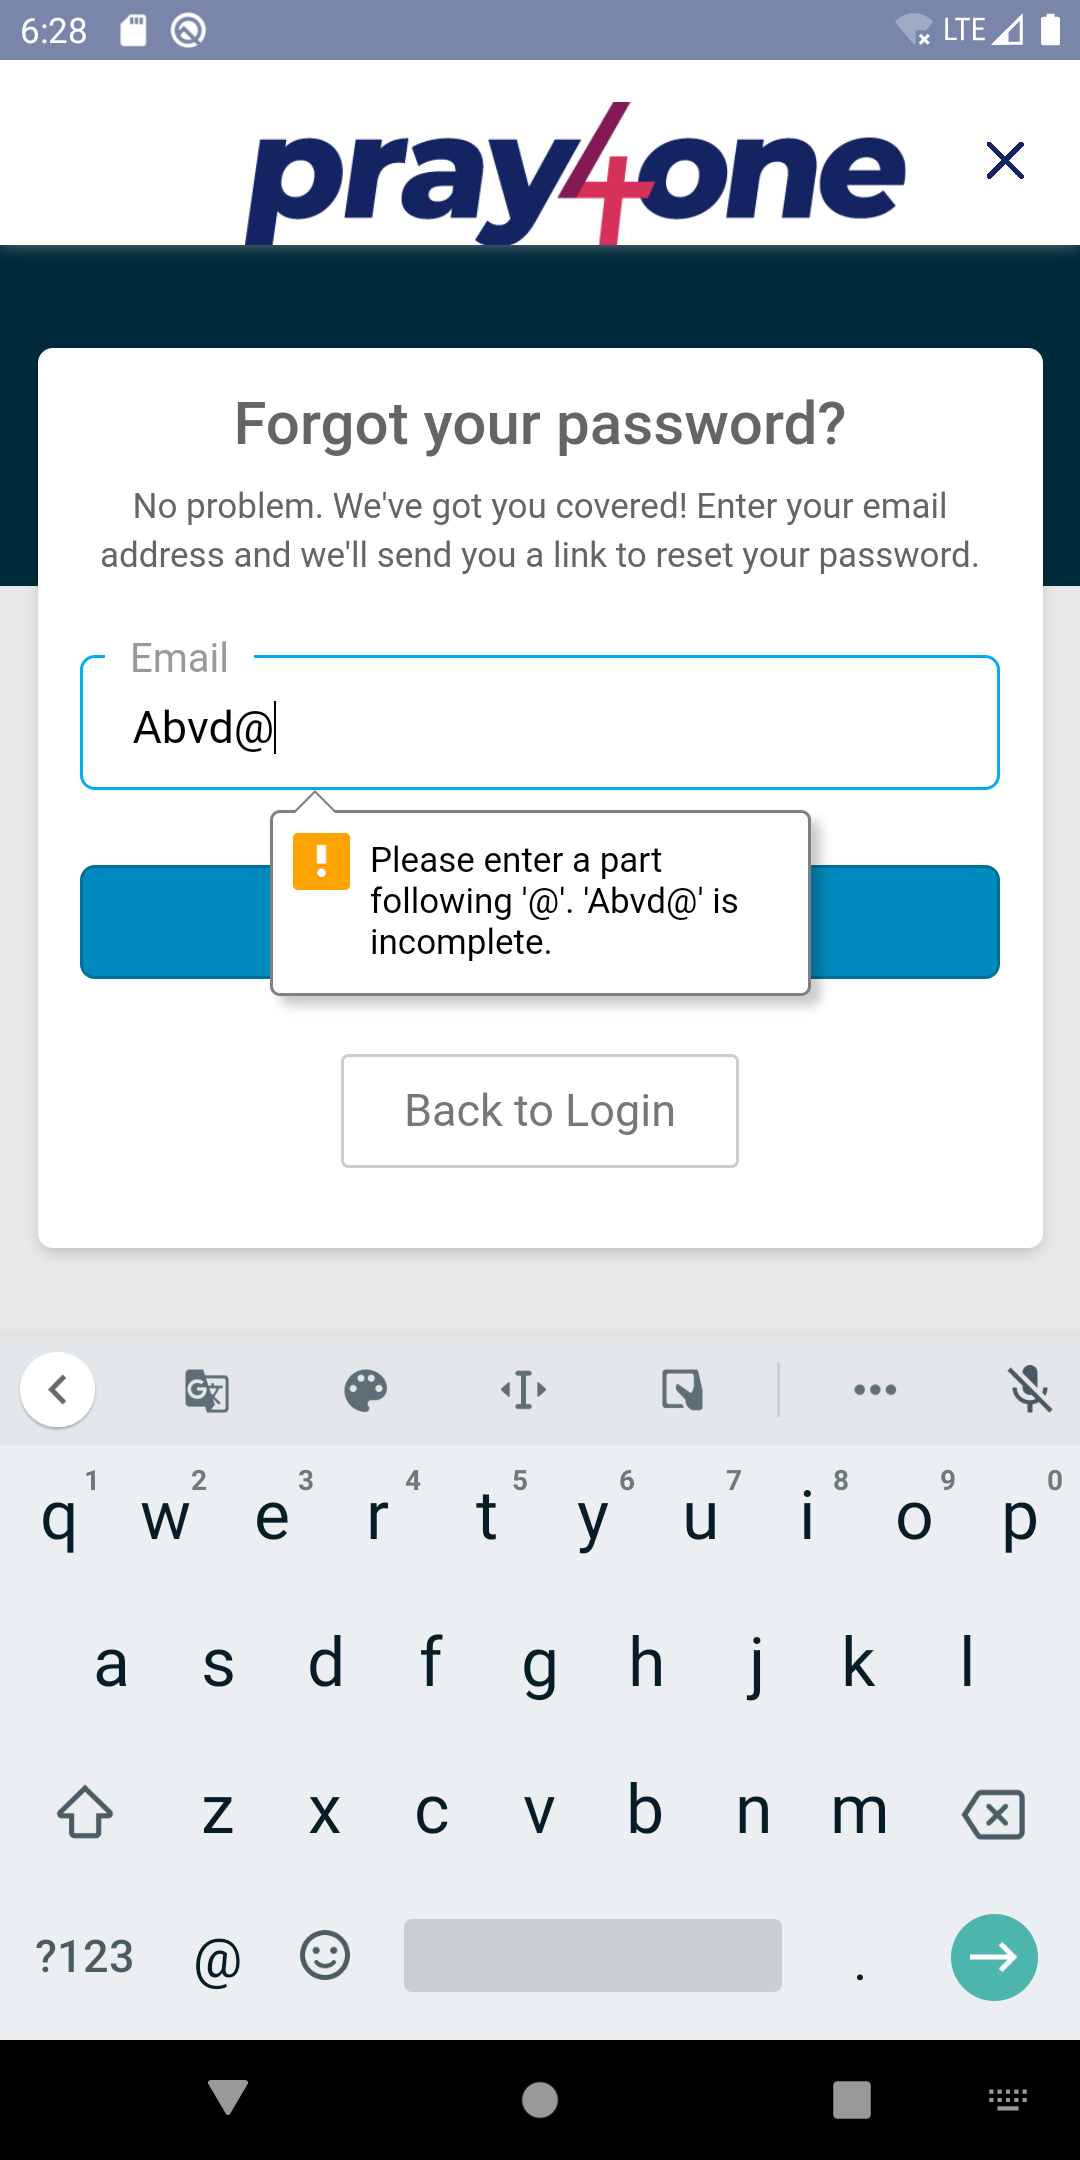 6:28 LTE
pray4one
Forgot your password?
No problem. We've got you covered! Enter your email
address and we'll send you a link to reset your password.
Email
Abvd@
Please enter a part
following '@'. 'Abvd@' is
incomplete.
Back to Login
1 2 3 4 5 6 7 8 9 0
q w e r t y u i o p
a s d f g h j k l
z x c v b n m
?123 @ .